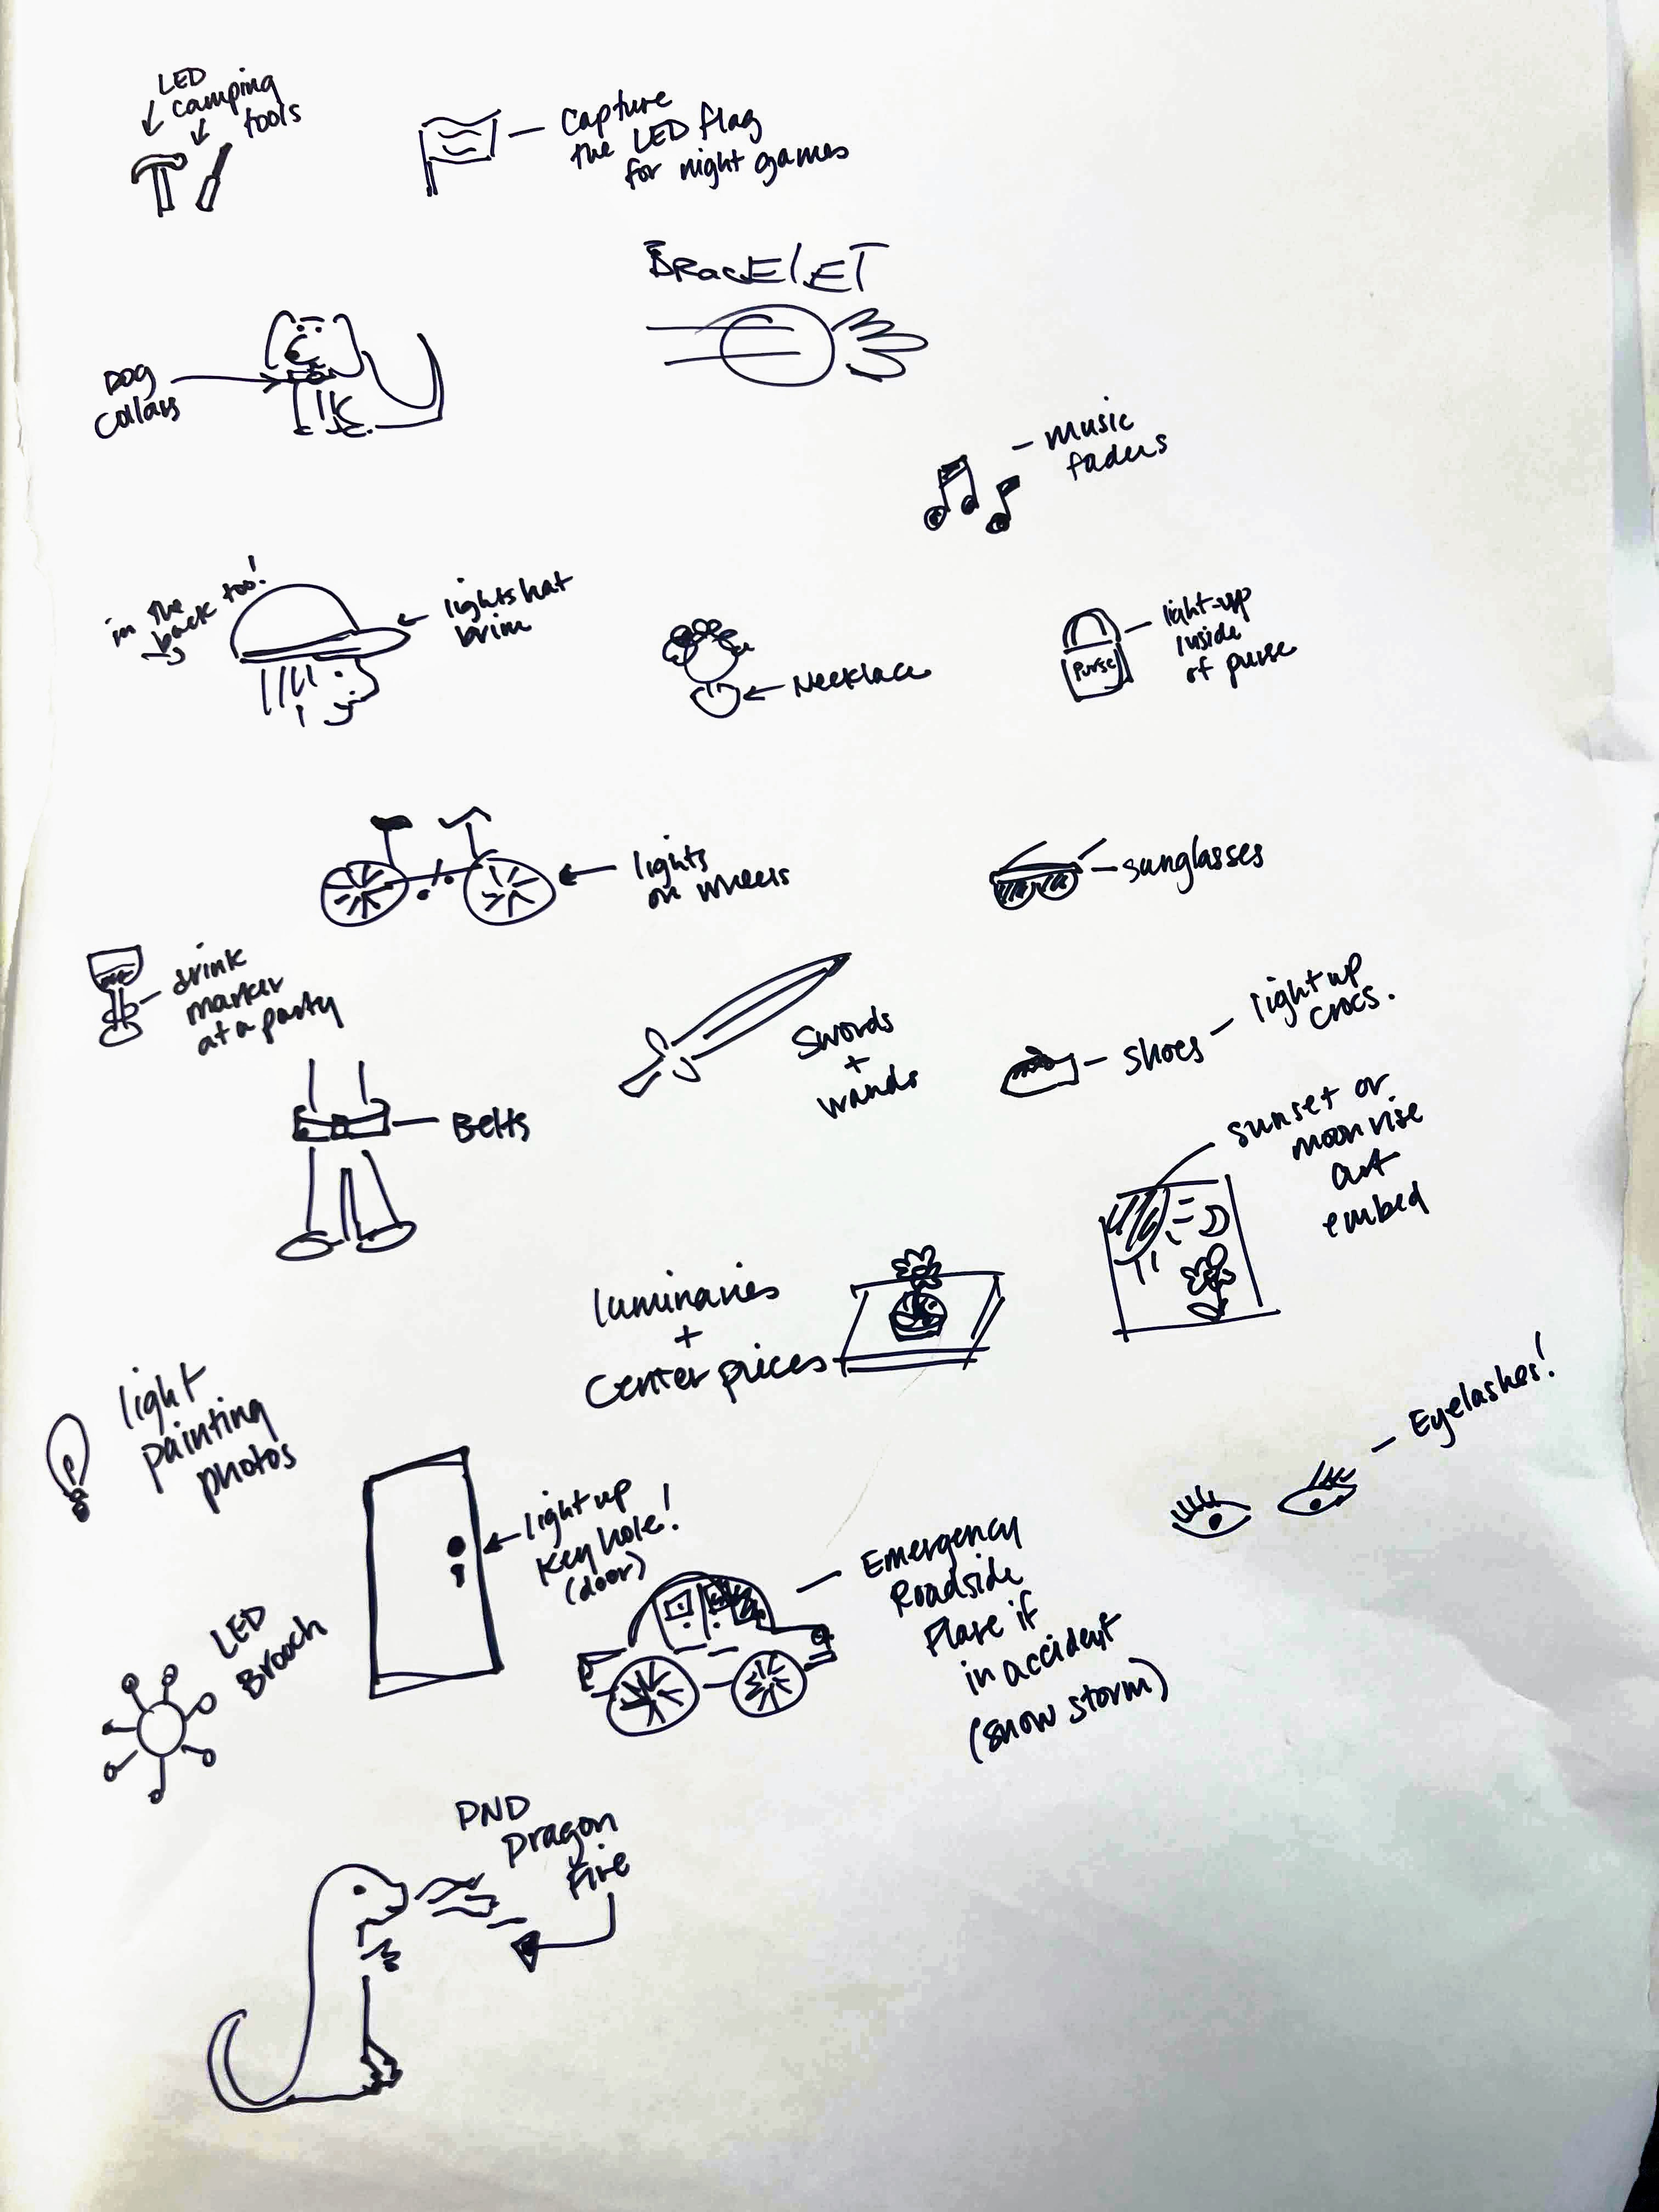 LED
camping
tools
Capture
the LED flag
for night games
BRacELET
DOG
collars
music
faders
in the
back too!
lights hat
brim
Necklace
Purse
light-up
inside
of purse
lights
on wheels
sunglasses
drink
marker
at a party
Swords
+
wands
shoes
light up
crocs.
Belts
sunset or
moonrise
art
embed
luminaries
+
Center pieces
light
painting
photos
Eyelashes!
light up
key hole!
(door)
Emergency
Roadside
Flare if
in accident
(snow storm)
LED
Brooch
DND
Dragon
Fire